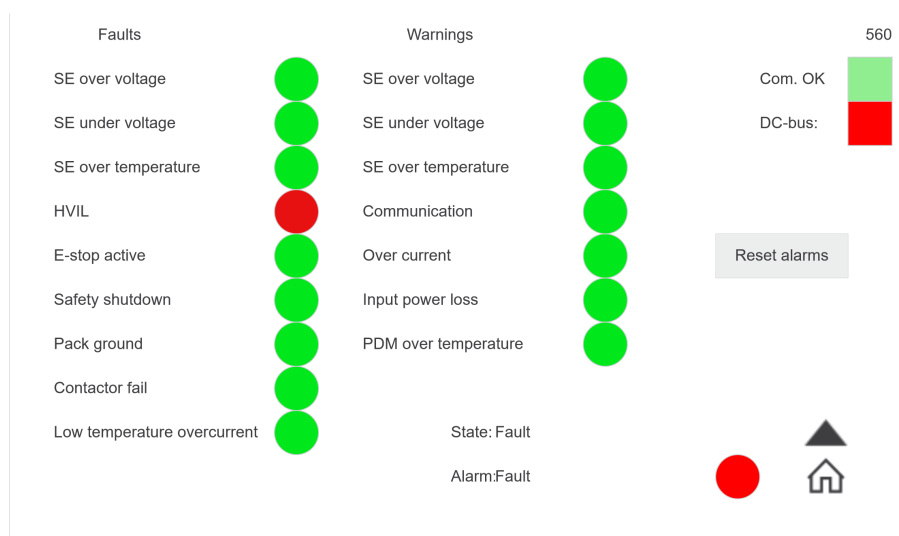 Faults
Warnings
560
SE over voltage
SE over voltage
Com. OK
SE under voltage
SE under voltage
DC-bus:
SE over temperature
SE over temperature
HVIL
Communication
E-stop active
Over current
Reset alarms
Safety shutdown
Input power loss
Pack ground
PDM over temperature
Contactor fail
Low temperature overcurrent
State: Fault
Alarm:Fault